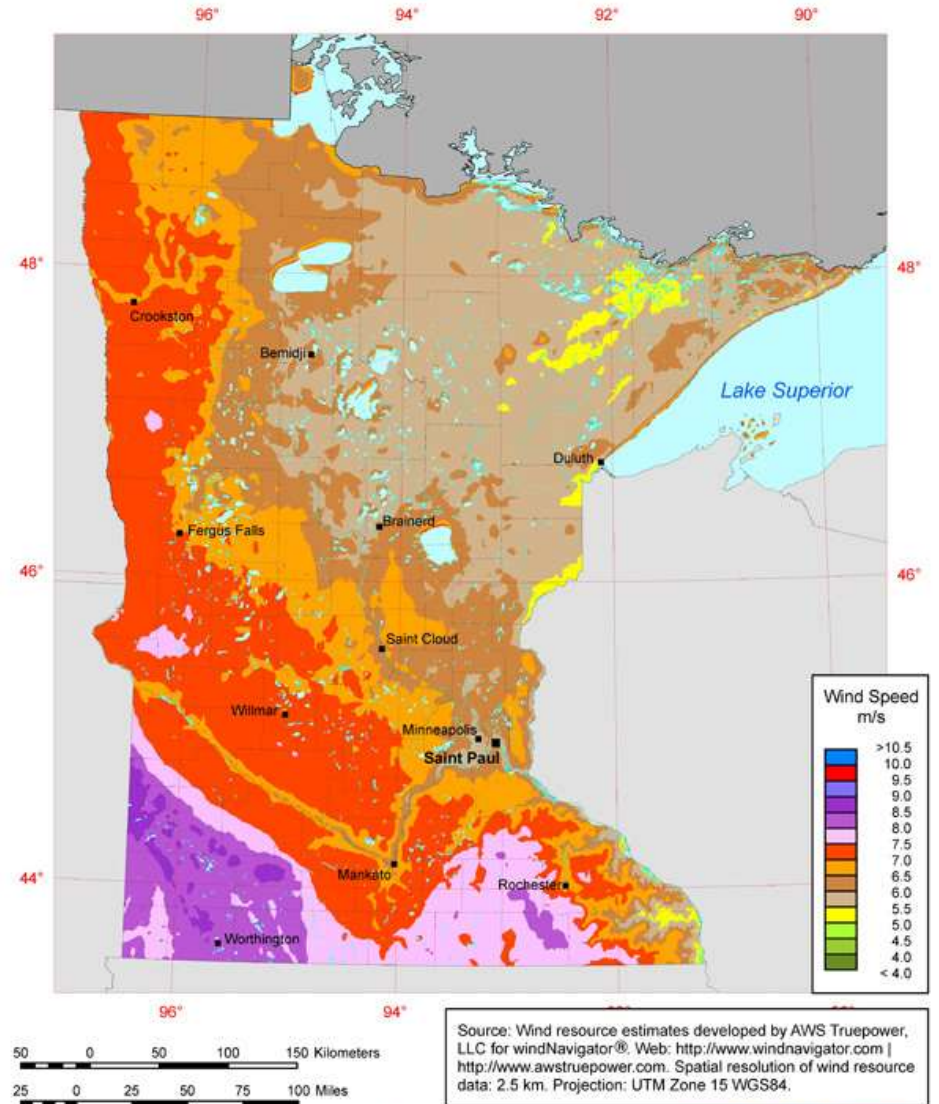 96°
94°
92°
90°
48°
48°
Crookston
Bemidji
Lake Superior
Duluth
Brainerd
Fergus Falls
46°
46°
Saint Cloud
Willmar
Minneapolis
Saint Paul
Mankato
44°
Rochester
Worthington
96°
94°
Wind Speed
m/s
>10.5
10.0
9.5
9.0
8.5
8.0
7.5
7.0
6.5
6.0
5.5
5.0
4.5
4.0
< 4.0
50 25 0 50 100 150 Kilometers
25 0 25 50 75 100 Miles
Source: Wind resource estimates developed by AWS Truepower,
LLC for windNavigator®. Web: http://www.windnavigator.com |
http://www.awstruepower.com. Spatial resolution of wind resource
data: 2.5 km. Projection: UTM Zone 15 WGS84.